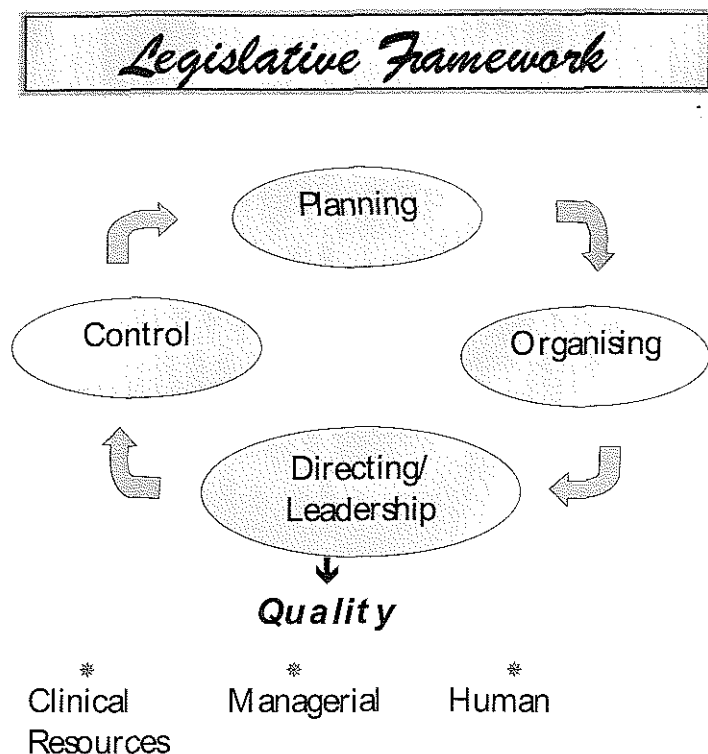 Legislative Framework
Planning
Control
Organising
Directing/
Leadership
Quality
Clinical Managerial Human
Resources